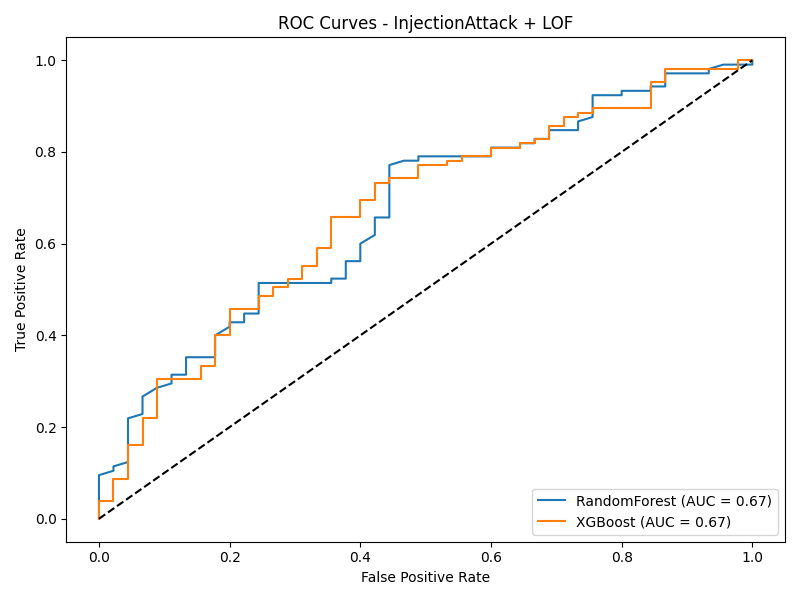 ROC Curves - InjectionAttack + LOF
True Positive Rate
1.0
0.8
0.6
0.4
0.2
0.0
RandomForest (AUC = 0.67)
XGBoost (AUC = 0.67)
0.0 0.2 0.4 0.6 0.8 1.0
False Positive Rate